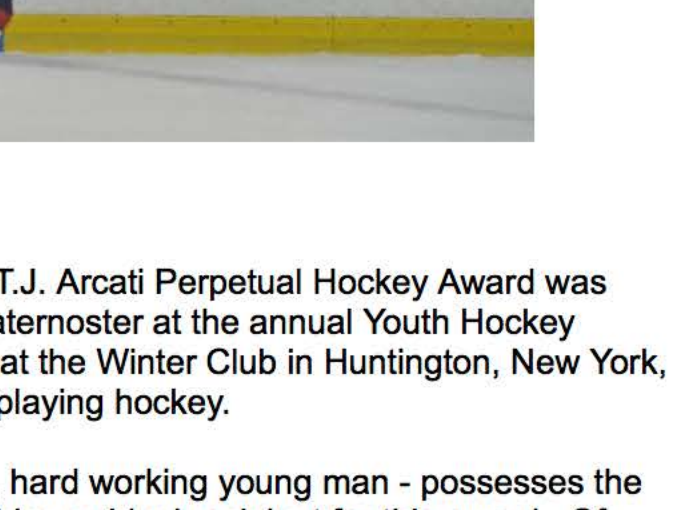 T.J. Arcati Perpetual Hockey Award was
aternoster at the annual Youth Hockey
at the Winter Club in Huntington, New York,
playing hockey.
hard working young man - possesses the